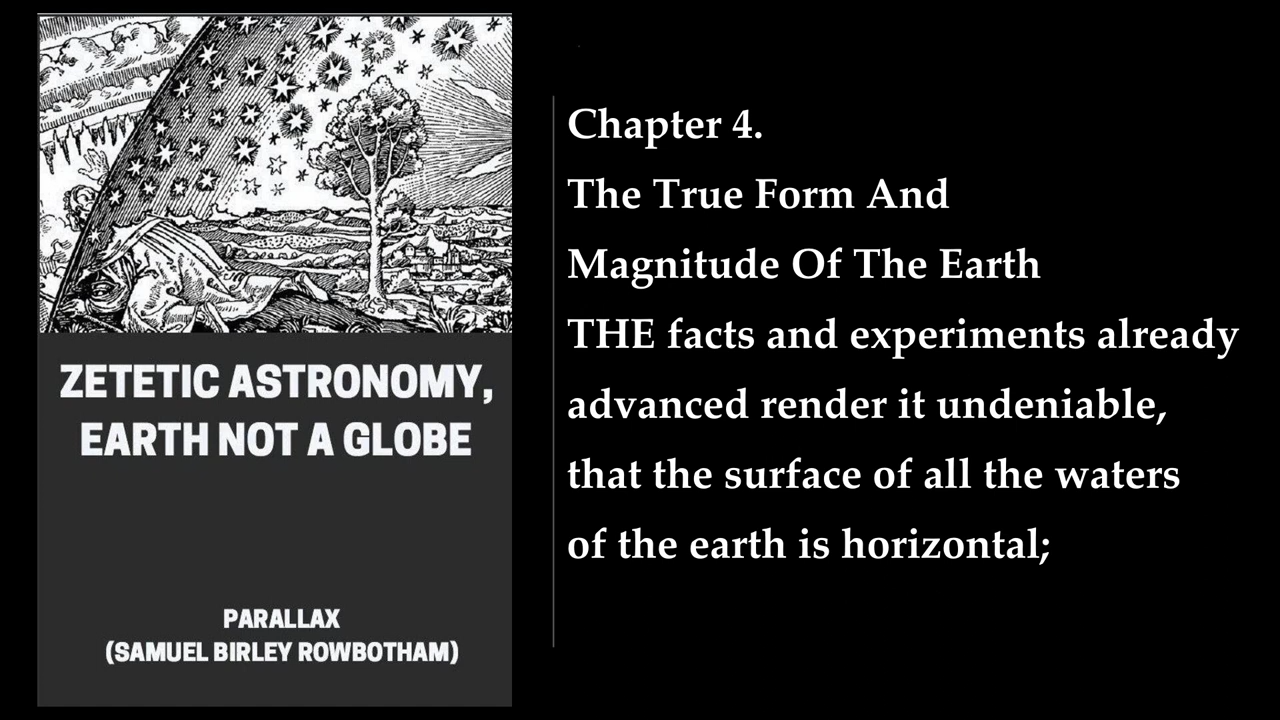 ZETETIC ASTRONOMY,
EARTH NOT A GLOBE
PARALLAX
(SAMUEL BIRLEY ROWBOTHAM)
Chapter 4.
The True Form And
Magnitude Of The Earth
THE facts and experiments already
advanced render it undeniable,
that the surface of all the waters
of the earth is horizontal;